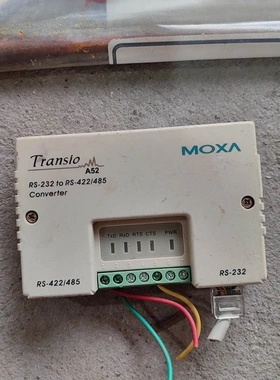 Transio
A52
MOXA
RS-232 to RS-422/485
Converter
TxD RxD RTS CTS PWR
RS-422/485
RS-232